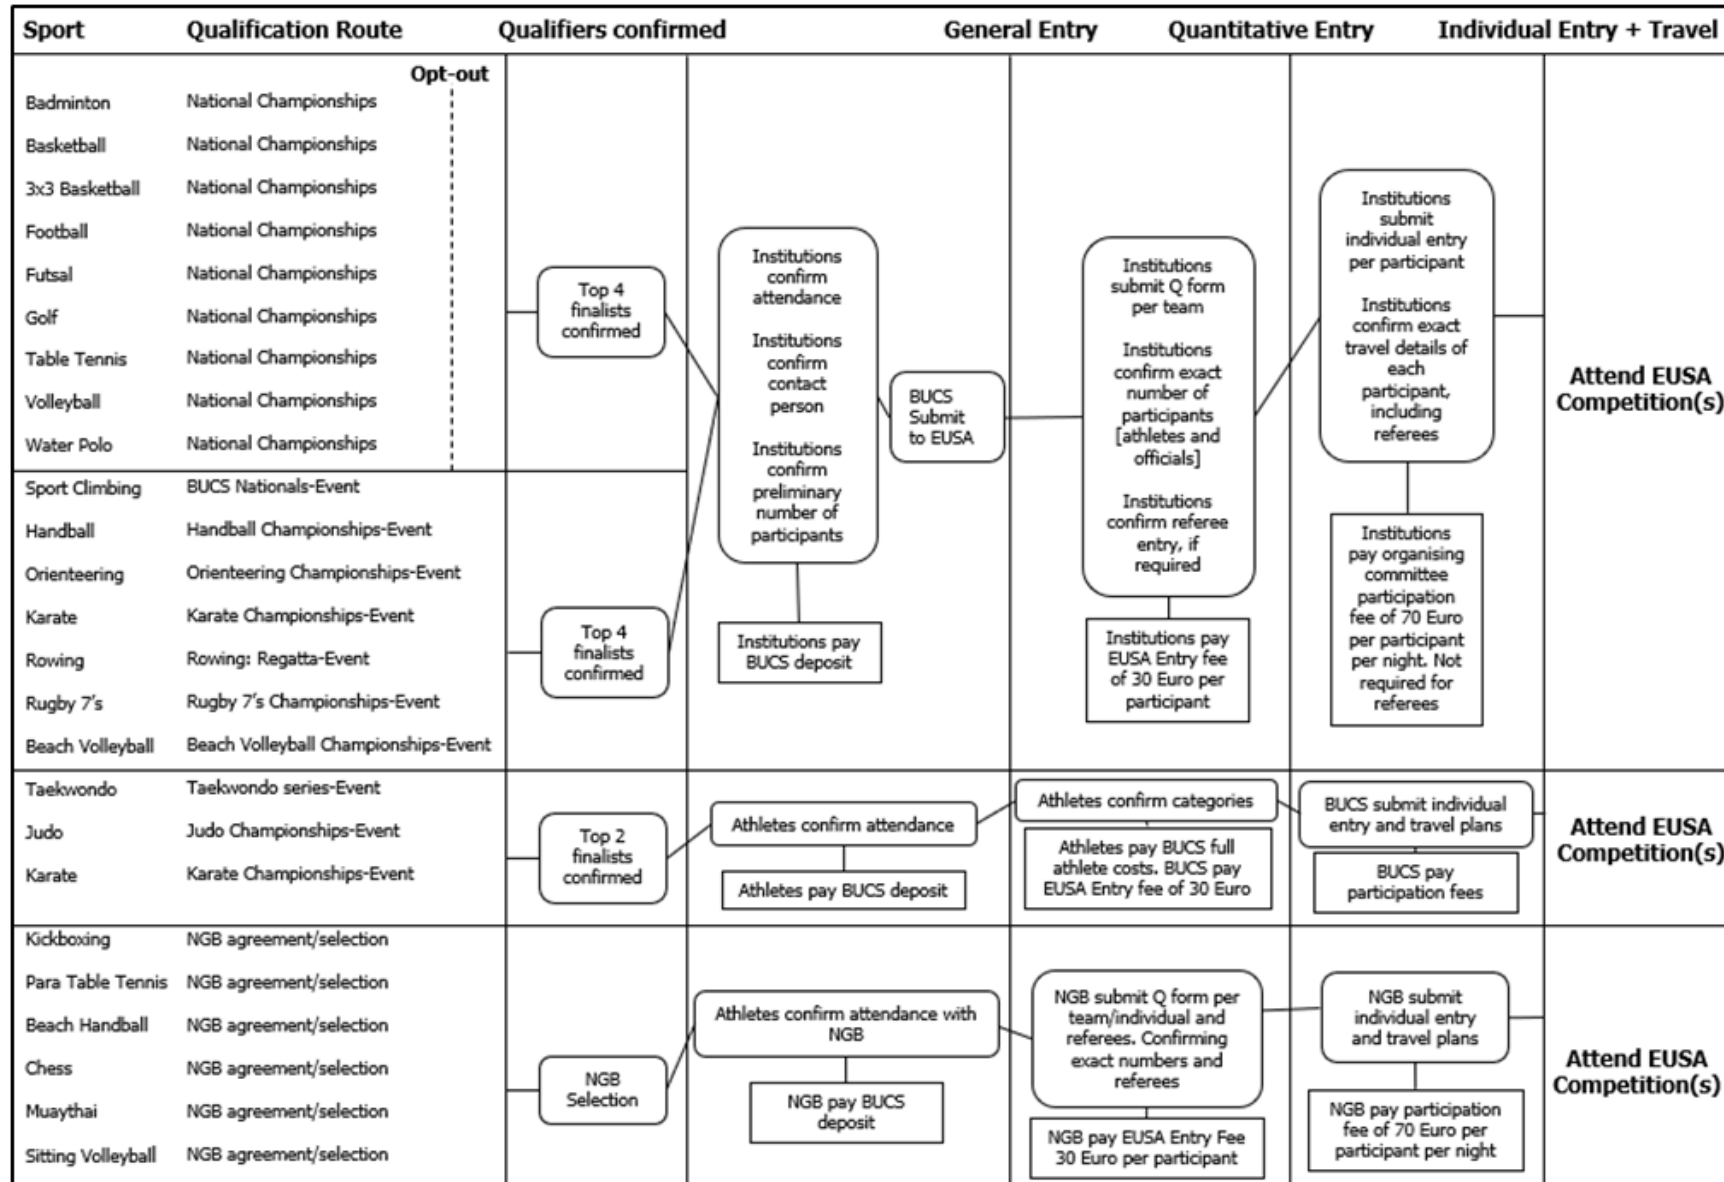 Sport Qualification Route Qualifiers confirmed General Entry Quantitative Entry Individual Entry + Travel
Opt-out
Badminton National Championships
Basketball National Championships
3x3 Basketball National Championships
Football National Championships
Futsal National Championships
Golf National Championships
Table Tennis National Championships
Volleyball National Championships
Water Polo National Championships
Top 4
finalists
confirmed
Sport Climbing BUCS Nationals-Event
Handball Handball Championships-Event
Orienteering Orienteering Championships-Event
Karate Karate Championships-Event
Rowing Rowing: Regatta-Event
Rugby 7's Rugby 7's Championships-Event
Beach Volleyball Beach Volleyball Championships-Event
Top 4
finalists
confirmed
Institutions
confirm
attendance
Institutions
confirm
contact
person
Institutions
confirm
preliminary
number of
participants
Institutions pay
BUCS deposit
BUCS
Submit
to EUSA
Institutions
submit Q form
per team
Institutions
confirm exact
number of
participants
[athletes and
officials]
Institutions
confirm referee
entry, if
required
Institutions pay
EUSA Entry fee
of 30 Euro per
participant
Institutions
submit
individual entry
per participant
Institutions
confirm exact
travel details of
each
participant,
including
referees
Institutions
pay organising
committee
participation
fee of 70 Euro
per participant
per night. Not
required for
referees
Attend EUSA
Competition(s)
Taekwondo Taekwondo series-Event
Judo Judo Championships-Event
Karate Karate Championships-Event
Top 2
finalists
confirmed
Athletes confirm attendance
Athletes pay BUCS deposit
Athletes confirm categories
Athletes pay BUCS full
athlete costs. BUCS pay
EUSA Entry fee of 30 Euro
BUCS submit individual
entry and travel plans
BUCS pay
participation fees
Attend EUSA
Competition(s)
Kickboxing NGB agreement/selection
Para Table Tennis NGB agreement/selection
Beach Handball NGB agreement/selection
Chess NGB agreement/selection
Muaythai NGB agreement/selection
Sitting Volleyball NGB agreement/selection
NGB
Selection
Athletes confirm attendance with
NGB
NGB pay BUCS
deposit
NGB submit Q form per
team/individual and
referees. Confirming
exact numbers and
referees
NGB pay EUSA Entry Fee
30 Euro per participant
NGB submit
individual entry
and travel plans
NGB pay participation
fee of 70 Euro per
participant per night
Attend EUSA
Competition(s)